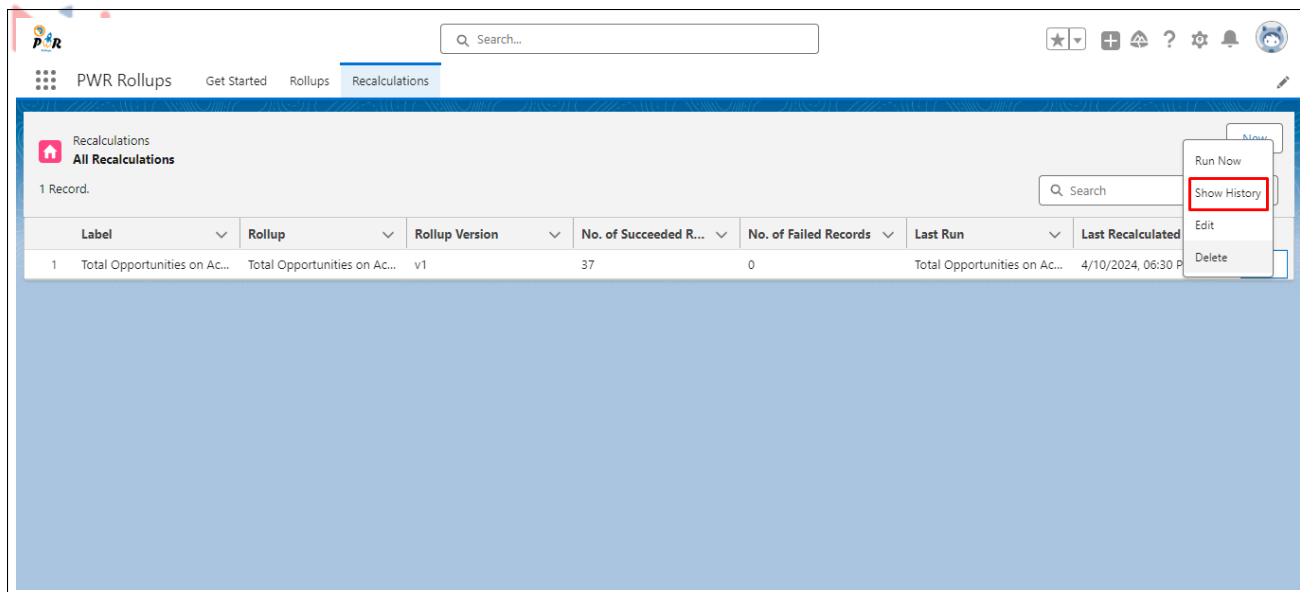 PWR
Search...
PWR Rollups Get Started Rollups Recalculations
Recalculations
All Recalculations
New
1 Record.
Search
Run Now
Show History
Edit
Delete
Label Rollup Rollup Version No. of Succeeded R... No. of Failed Records Last Run Last Recalculated
1 Total Opportunities on Ac... Total Opportunities on Ac... v1 37 0 Total Opportunities on Ac... 4/10/2024, 06:30 P